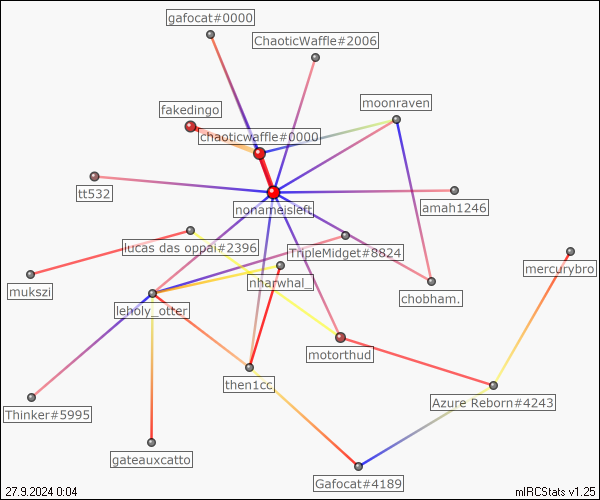 gafocat#0000
ChaoticWaffle#2006
moonraven
fakedingo
chaoticwaffle#0000
tt532
amah1246
nonameisleft
lucas das oppai#2396
TripleMidget#8824
mercurybro
nharwhal_
mukszi
chobham.
leholy_otter
motorthud
then1cc
Azure Reborn#4243
Thinker#5995
gateauxcatto
Gafocat#4189
27.9.2024 0:04
mIRCStats v1.25